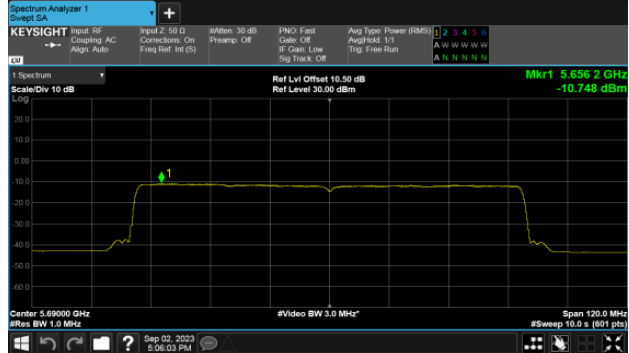 Spectrum Analyzer 1
Swept SA
+
KEYSIGHT Input: RF Input Z: 50 Ω #Atten: 30 dB PNO: Fast Avg Type: Power (RMS) 1 2 3 4 5 6
Coupling: AC Corrections: On Preamp: Off Gate: Off Avg|Hold: 1/1 A W W W W W
Align: Auto Freq Ref: Int (S) IF Gain: Low Trig: Free Run
LXI Sig Track: Off A N N N N N
1 Spectrum Ref Lvl Offset 10.50 dB Mkr1 5.656 2 GHz
Scale/Div 10 dB Ref Level 30.00 dBm -10.748 dBm
Log
20.0
10.0
0.00
1
-10.0
-20.0
-30.0
-40.0
-50.0
-60.0
Center 5.69000 GHz #Video BW 3.0 MHz* Span 120.0 MHz
#Res BW 1.0 MHz #Sweep 10.0 s (601 pts)
? Sep 02, 2023
5:06:03 PM